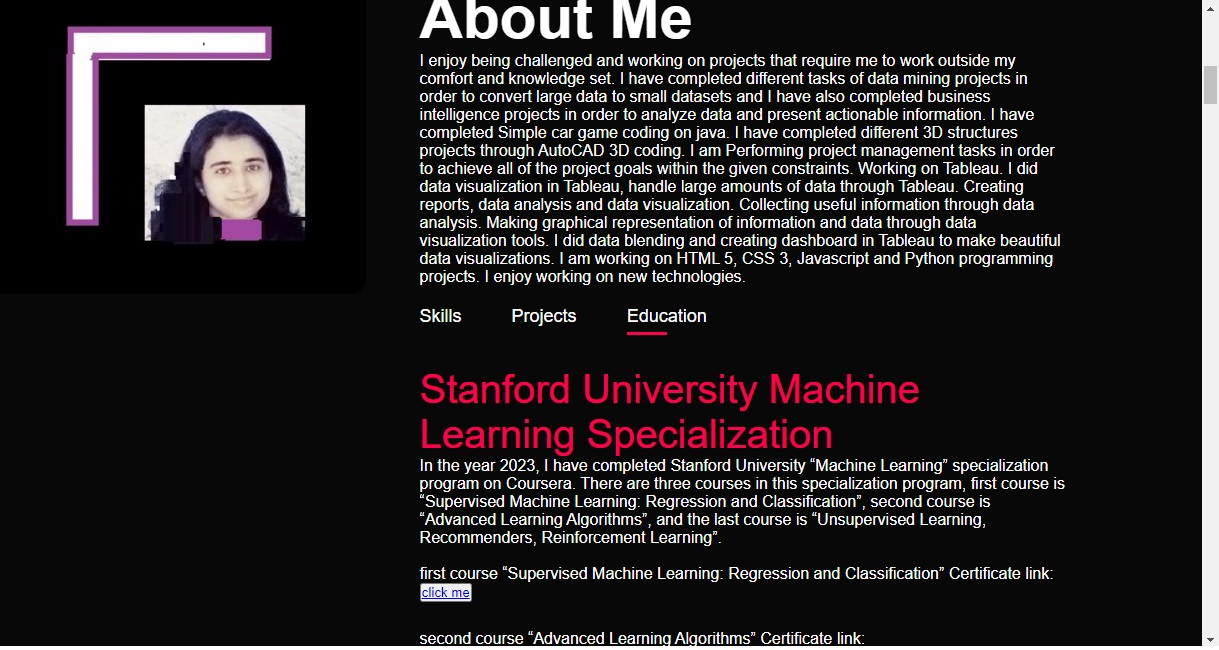 About Me
I enjoy being challenged and working on projects that require me to work outside my
comfort and knowledge set. I have completed different tasks of data mining projects in
order to convert large data to small datasets and I have also completed business
intelligence projects in order to analyze data and present actionable information. I have
completed Simple car game coding on java. I have completed different 3D structures
projects through AutoCAD 3D coding. I am Performing project management tasks in order
to achieve all of the project goals within the given constraints. Working on Tableau. I did
data visualization in Tableau, handle large amounts of data through Tableau. Creating
reports, data analysis and data visualization. Collecting useful information through data
analysis. Making graphical representation of information and data through data
visualization tools. I did data blending and creating dashboard in Tableau to make beautiful
data visualizations. I am working on HTML 5, CSS 3, Javascript and Python programming
projects. I enjoy working on new technologies.
Skills Projects Education
Stanford University Machine
Learning Specialization
In the year 2023, I have completed Stanford University “Machine Learning” specialization
program on Coursera. There are three courses in this specialization program, first course is
“Supervised Machine Learning: Regression and Classification”, second course is
“Advanced Learning Algorithms”, and the last course is “Unsupervised Learning,
Recommenders, Reinforcement Learning”.
first course “Supervised Machine Learning: Regression and Classification” Certificate link:
click me
second course “Advanced Learning Algorithms” Certificate link: